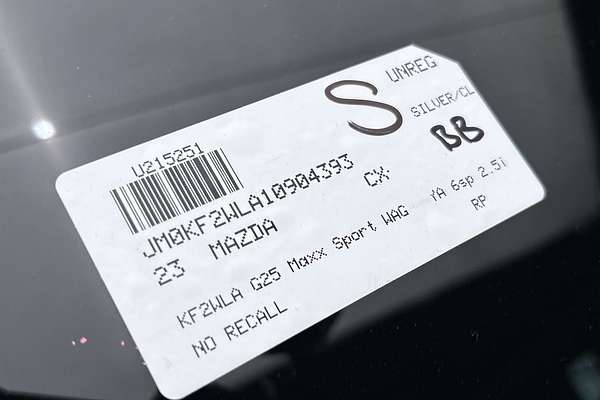 U215251
S UNREG
JM0KF2WLA10904393 SILVER/CL
23 MAZDA CX- BB
KF2WLA G25 Maxx Sport WAG YA 6sp 2.5i
NO RECALL RP